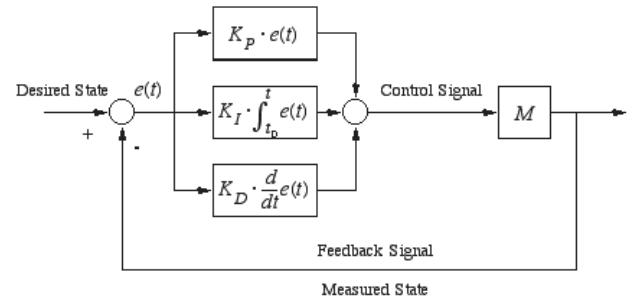 K_P · e(t)
Desired State
e(t)
Control Signal
+
-
K_I · ∫_{t_0}^{t} e(t)
M
K_D · d/dt e(t)
Feedback Signal
Measured State